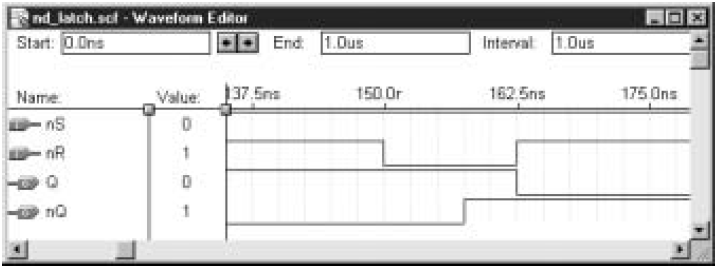 nd_latch.scf - Waveform Editor
Start: 0.0ns End: 1.0us Interval: 1.0us
Name: Value: 137.5ns 150.0r 162.5ns 175.0ns
nS 0
nR 1
Q 0
nQ 1